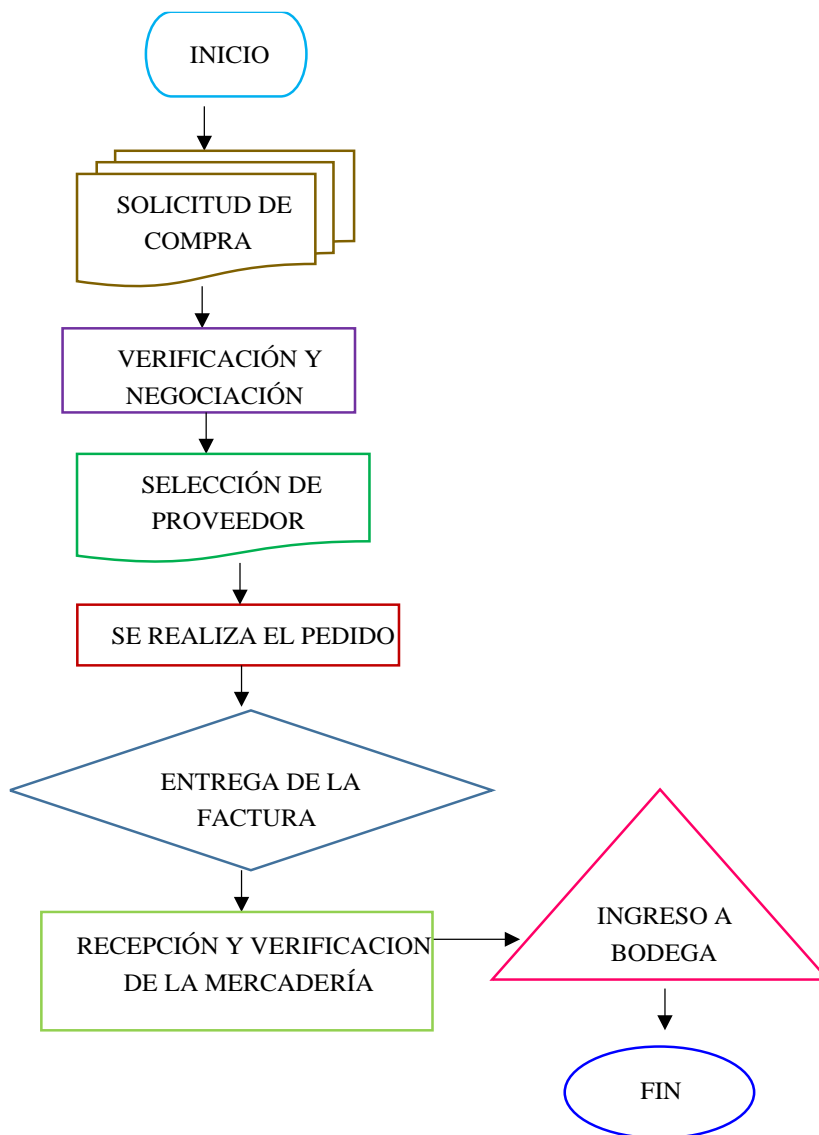 INICIO
SOLICITUD DE
COMPRA
VERIFICACIÓN Y
NEGOCIACIÓN
SELECCIÓN DE
PROVEEDOR
SE REALIZA EL PEDIDO
ENTREGA DE LA
FACTURA
RECEPCIÓN Y VERIFICACION
DE LA MERCADERÍA
INGRESO A
BODEGA
FIN